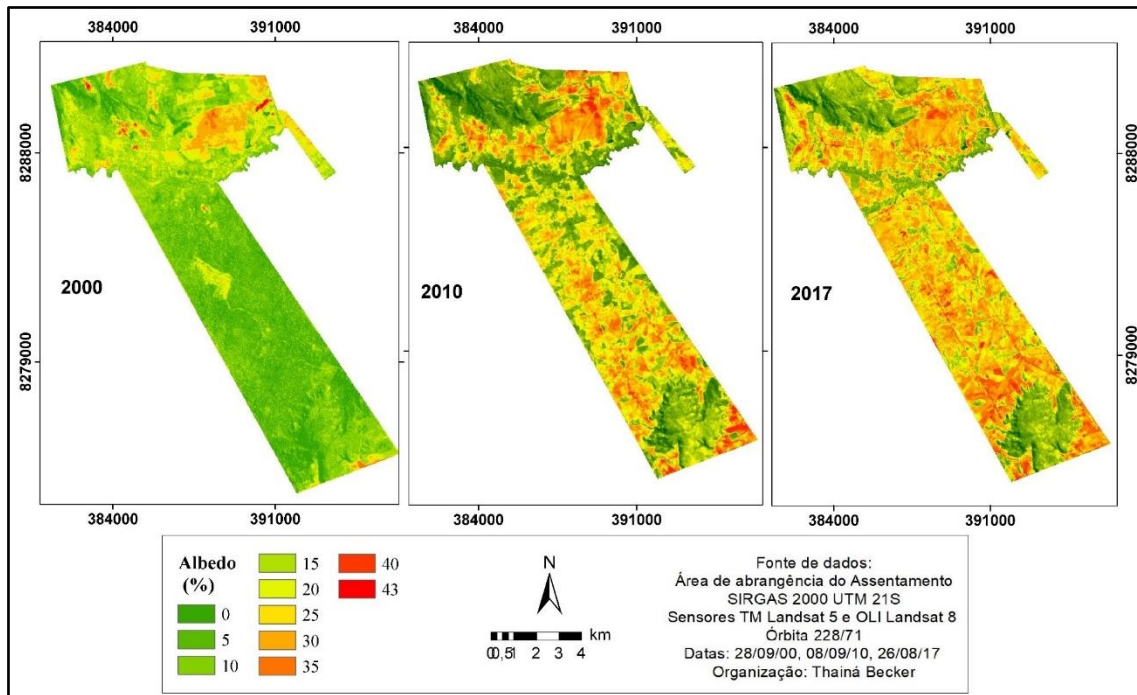 384000 391000 384000 391000 384000 391000
8288000
8279000
8288000
8279000
2000
2010
2017
384000 391000 384000 391000 384000 391000
Albedo
(%)
0
5
10
15
20
25
30
35
40
43
N
00,51 2 3 4 km
Fonte de dados:
Área de abrangência do Assentamento
SIRGAS 2000 UTM 21S
Sensores TM Landsat 5 e OLI Landsat 8
Órbita 228/71
Datas: 28/09/00, 08/09/10, 26/08/17
Organização: Thainá Becker